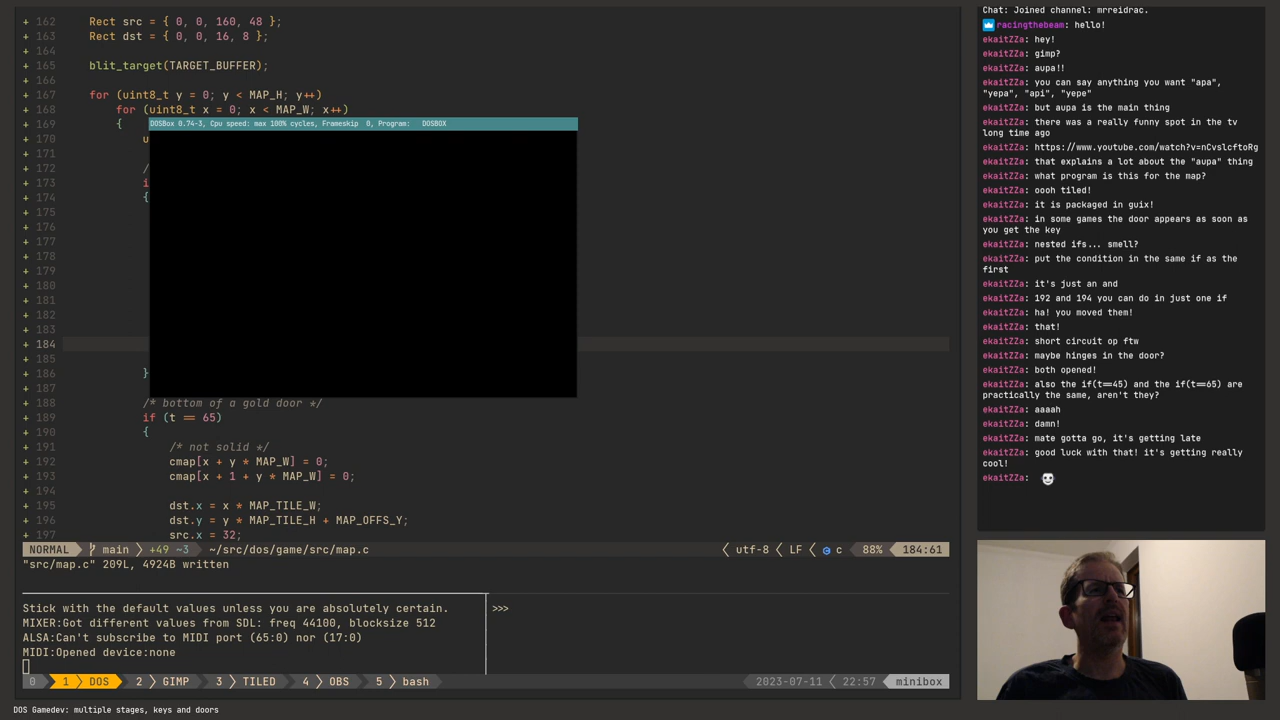 + 162 Rect src = { 0, 0, 160, 48 };
+ 163 Rect dst = { 0, 0, 16, 8 };
+ 164
+ 165 blit_target(TARGET_BUFFER);
+ 166
+ 167 for (uint8_t y = 0; y < MAP_H; y++)
+ 168 for (uint8_t x = 0; x < MAP_W; x++)
+ 169 {
DOSBox 0.74-3, Cpu speed: max 100% cycles, Frameskip 0, Program: DOSBOX
+ 170 u
+ 171
+ 172 /
+ 173 i
+ 174 {
+ 175
+ 176
+ 177
+ 178
+ 179
+ 180
+ 181
+ 182
+ 183
+ 184
+ 185
+ 186 }
+ 187
+ 188 /* bottom of a gold door */
+ 189 if (t == 65)
+ 190 {
+ 191 /* not solid */
+ 192 cmap[x + y * MAP_W] = 0;
+ 193 cmap[x + 1 + y * MAP_W] = 0;
+ 194
+ 195 dst.x = x * MAP_TILE_W;
+ 196 dst.y = y * MAP_TILE_H + MAP_OFFS_Y;
+ 197 src.x = 32;
NORMAL main +49 ~3 ~/src/dos/game/src/map.c utf-8 LF c 88% 184:61
"src/map.c" 209L, 4924B written
Stick with the default values unless you are absolutely certain.
MIXER:Got different values from SDL: freq 44100, blocksize 512
ALSA:Can't subscribe to MIDI port (65:0) nor (17:0)
MIDI:Opened device:none
>>>
0 1 DOS 2 GIMP 3 TILED 4 OBS 5 bash 2023-07-11 22:57 minibox
DOS Gamedev: multiple stages, keys and doors
Chat: Joined channel: mrreidrac.
racingthebeam: hello!
ekaitZZa: hey!
ekaitZZa: gimp?
ekaitZZa: aupa!!
ekaitZZa: you can say anything you want "apa",
"yepa", "api", "yepe"
ekaitZZa: but aupa is the main thing
ekaitZZa: there was a really funny spot in the tv
long time ago
ekaitZZa: https://www.youtube.com/watch?v=nCvslcftoRg
ekaitZZa: that explains a lot about the "aupa" thing
ekaitZZa: what program is this for the map?
ekaitZZa: oooh tiled!
ekaitZZa: it is packaged in guix!
ekaitZZa: in some games the door appears as soon as
you get the key
ekaitZZa: nested ifs... smell?
ekaitZZa: put the condition in the same if as the
first
ekaitZZa: it's just an and
ekaitZZa: 192 and 194 you can do in just one if
ekaitZZa: ha! you moved them!
ekaitZZa: that!
ekaitZZa: short circuit op ftw
ekaitZZa: maybe hinges in the door?
ekaitZZa: both opened!
ekaitZZa: also the if(t==45) and the if(t==65) are
practically the same, aren't they?
ekaitZZa: aaaah
ekaitZZa: damn!
ekaitZZa: mate gotta go, it's getting late
ekaitZZa: good luck with that! it's getting really
cool!
ekaitZZa: